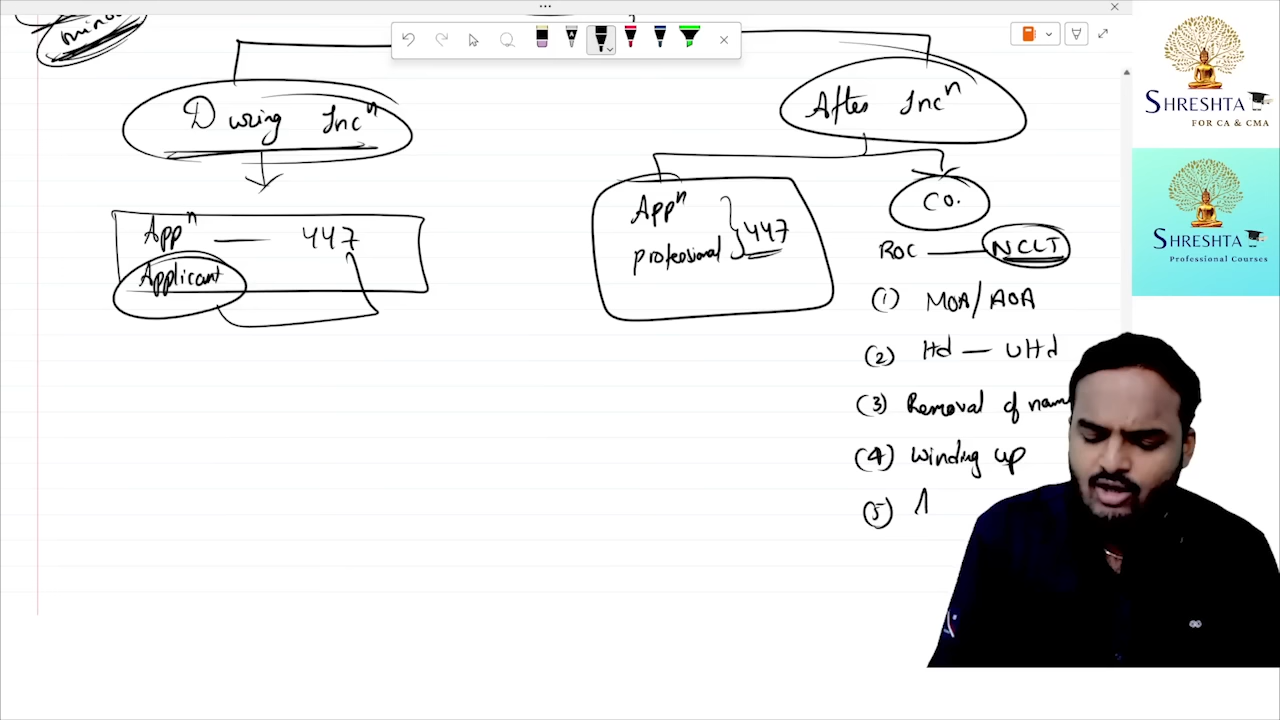 minor
During Incⁿ
After Incⁿ
Appⁿ — 447
Applicant
Appⁿ
professional } 447
CO.
ROC — NCLT
(1) MOA/AOA
(2) Hd — UHd
(3) Removal of nam
(4) Winding up
(5)
SHRESHTA
FOR CA & CMA
SHRESHTA
Professional Courses